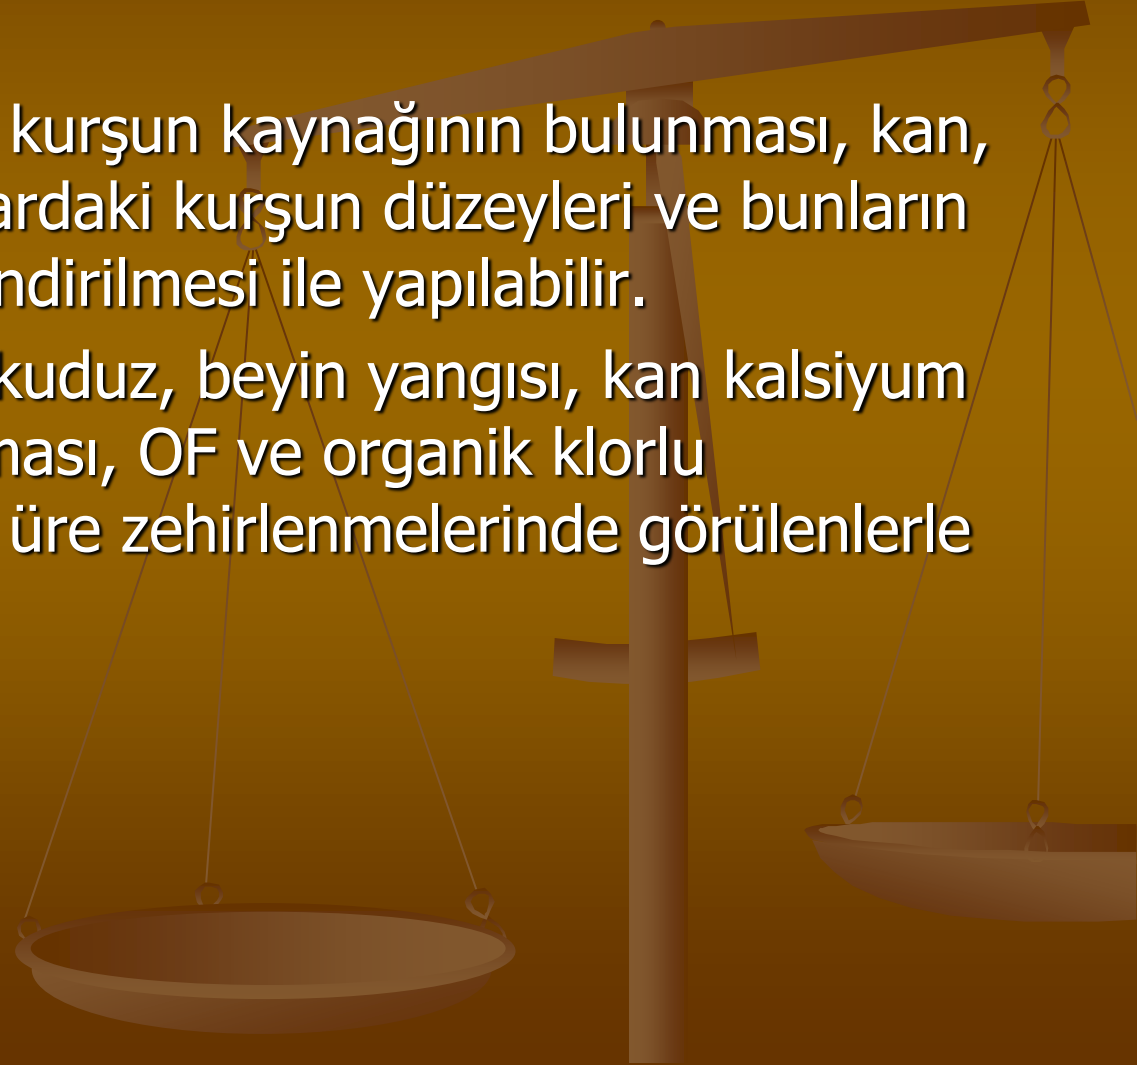 kurşun kaynağının bulunması, kan,
ardaki kurşun düzeyleri ve bunların
ndirilmesi ile yapılabilir.
kuduz, beyin yangısı, kan kalsiyum
ması, OF ve organik klorlu
üre zehirlenmelerinde görülenlerle